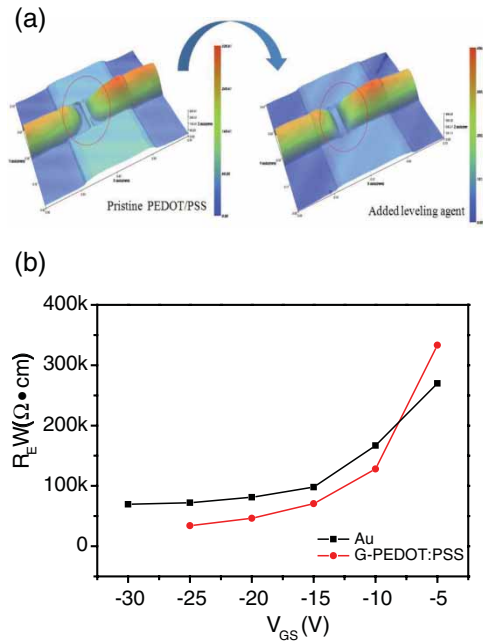 (a)
Pristine PEDOT/PSS
Added leveling agent
(b)
400k
300k
200k
100k
0
R_E W(Ω•cm)
Au
G-PEDOT:PSS
-30 -25 -20 -15 -10 -5
V_GS (V)